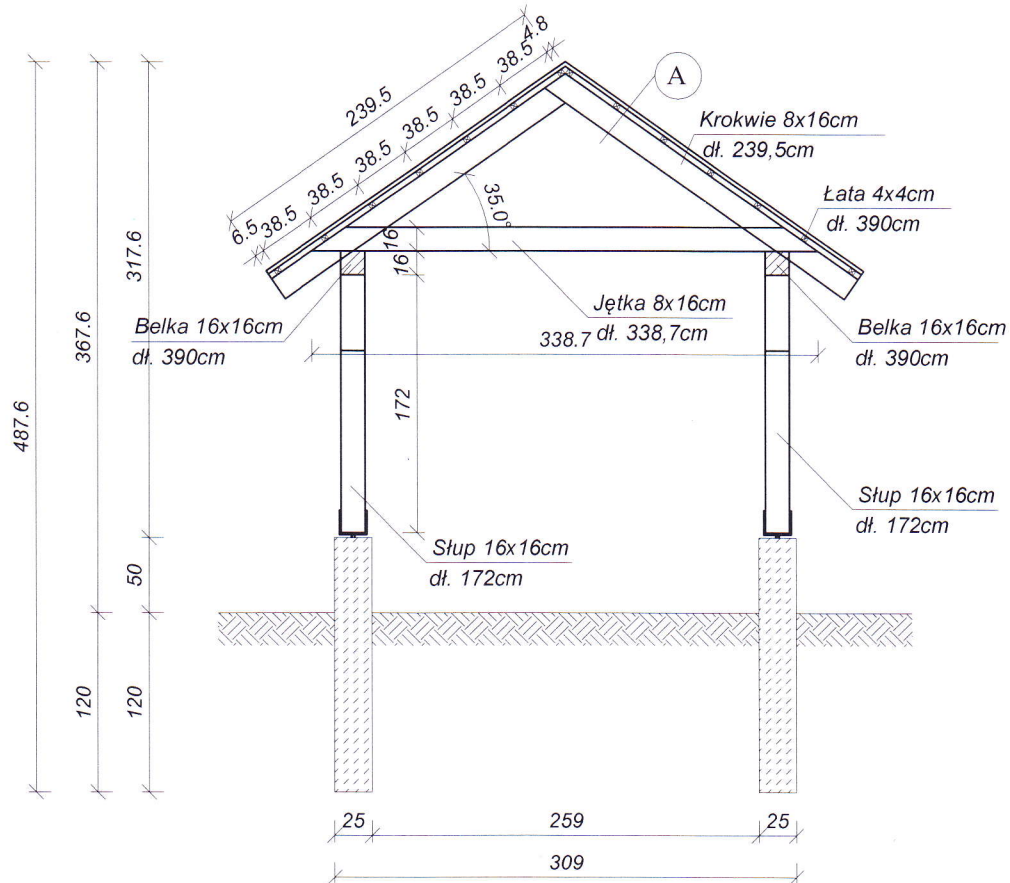 4.8
38.5
38.5
38.5
38.5
38.5
38.5
6.5
239.5
A
Krokwie 8x16cm
dł. 239,5cm
Łata 4x4cm
dł. 390cm
35.0°
16
16
Jętka 8x16cm
dł. 338,7cm
338.7
Belka 16x16cm
dł. 390cm
Belka 16x16cm
dł. 390cm
317.6
367.6
487.6
172
Słup 16x16cm
dł. 172cm
Słup 16x16cm
dł. 172cm
50
120
120
25
259
25
309